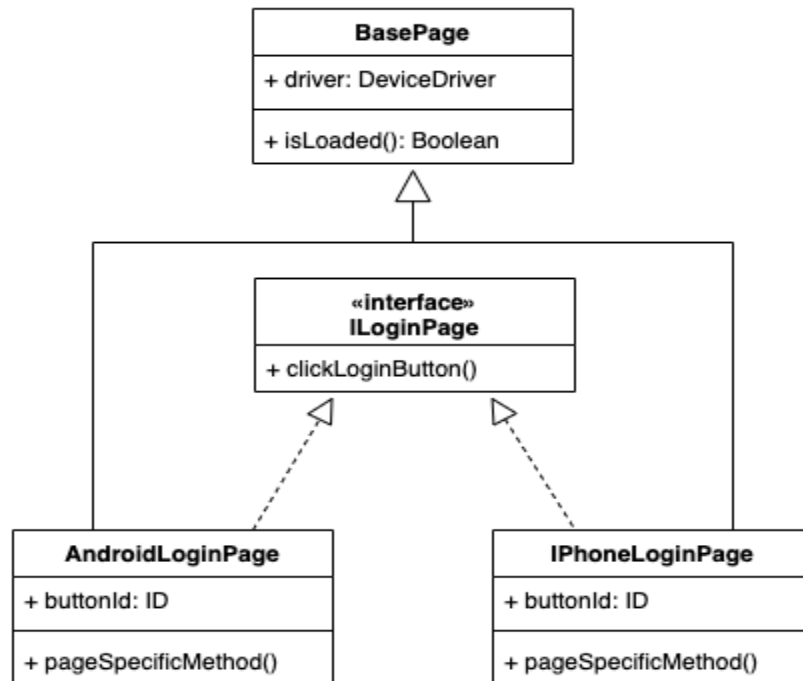 BasePage
+ driver: DeviceDriver
+ isLoaded(): Boolean
«interface»
ILoginPage
+ clickLoginButton()
AndroidLoginPage
+ buttonId: ID
+ pageSpecificMethod()
IPhoneLoginPage
+ buttonId: ID
+ pageSpecificMethod()